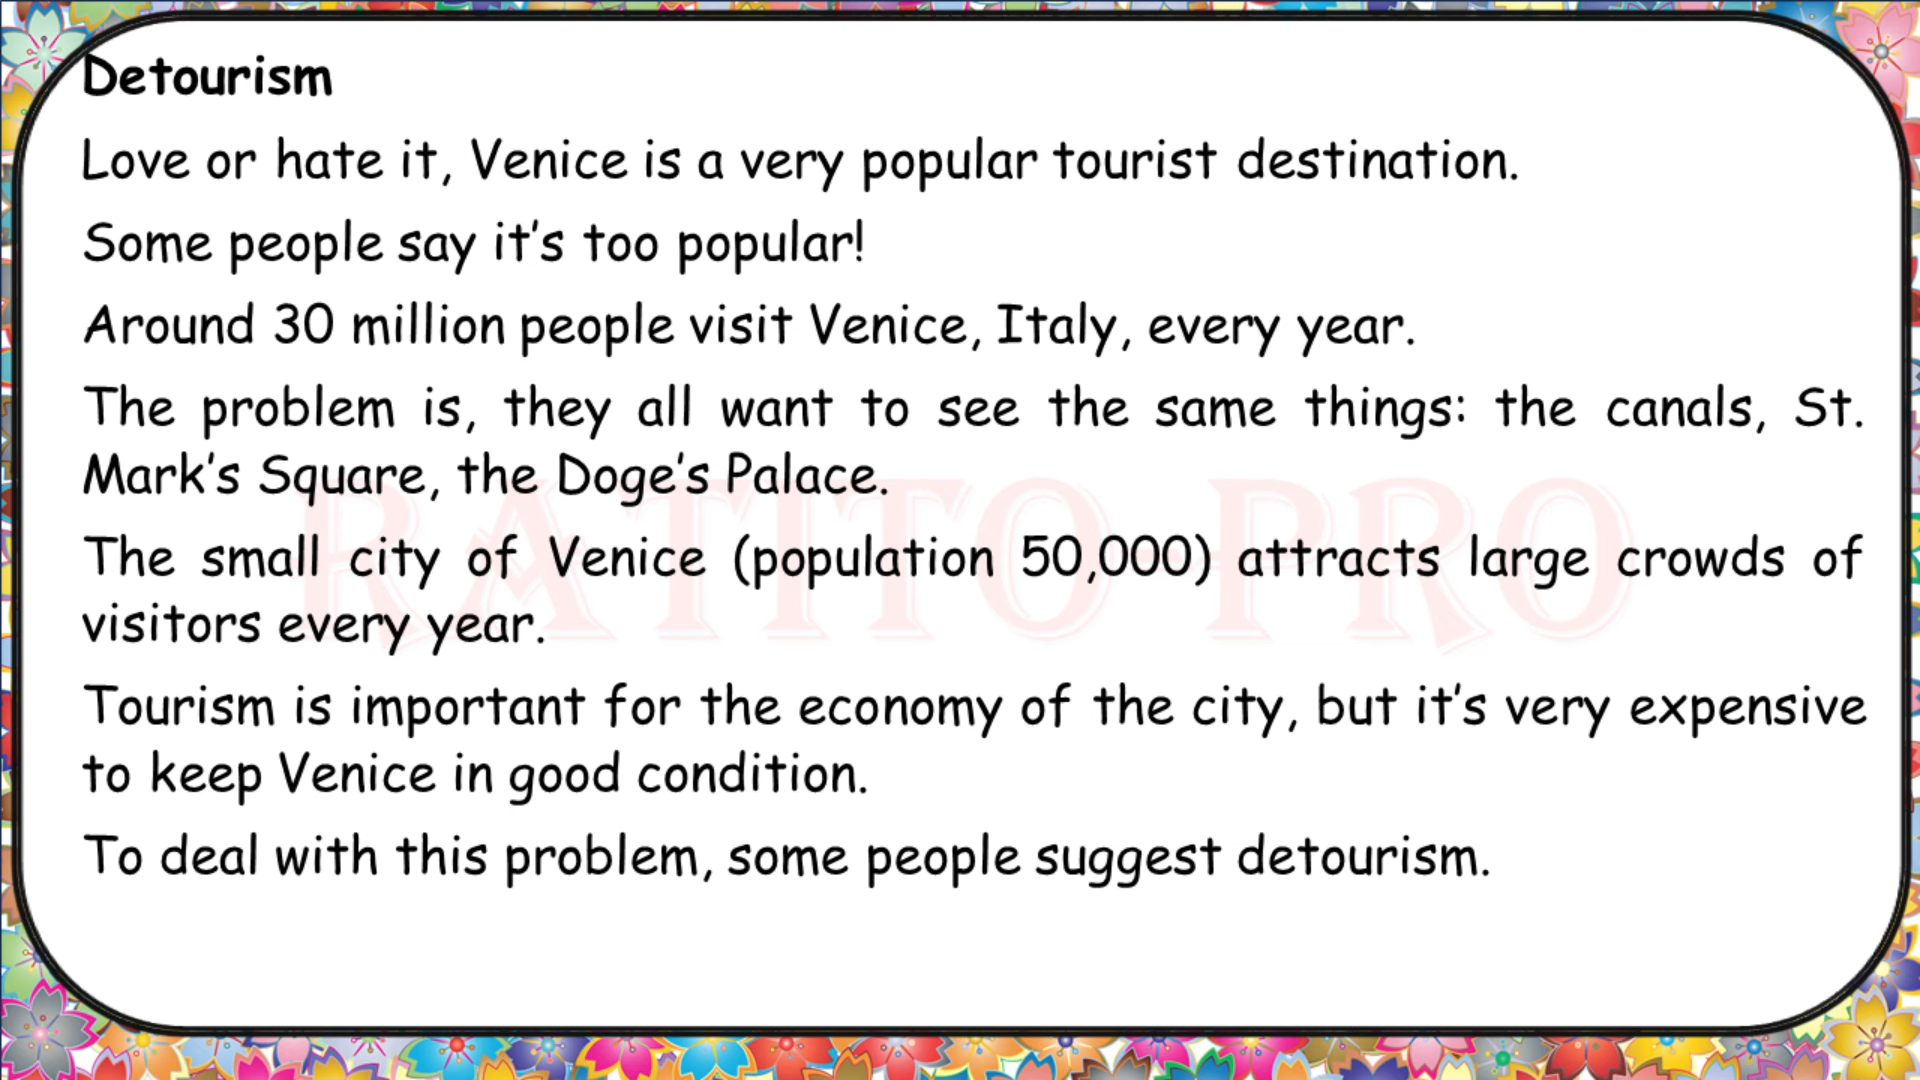 Detourism
Love or hate it, Venice is a very popular tourist destination.
Some people say it's too popular!
Around 30 million people visit Venice, Italy, every year.
The problem is, they all want to see the same things: the canals, St.
Mark's Square, the Doge's Palace.
RATITO PRO
The small city of Venice (population 50,000) attracts large crowds of
visitors every year.
Tourism is important for the economy of the city, but it's very expensive
to keep Venice in good condition.
To deal with this problem, some people suggest detourism.